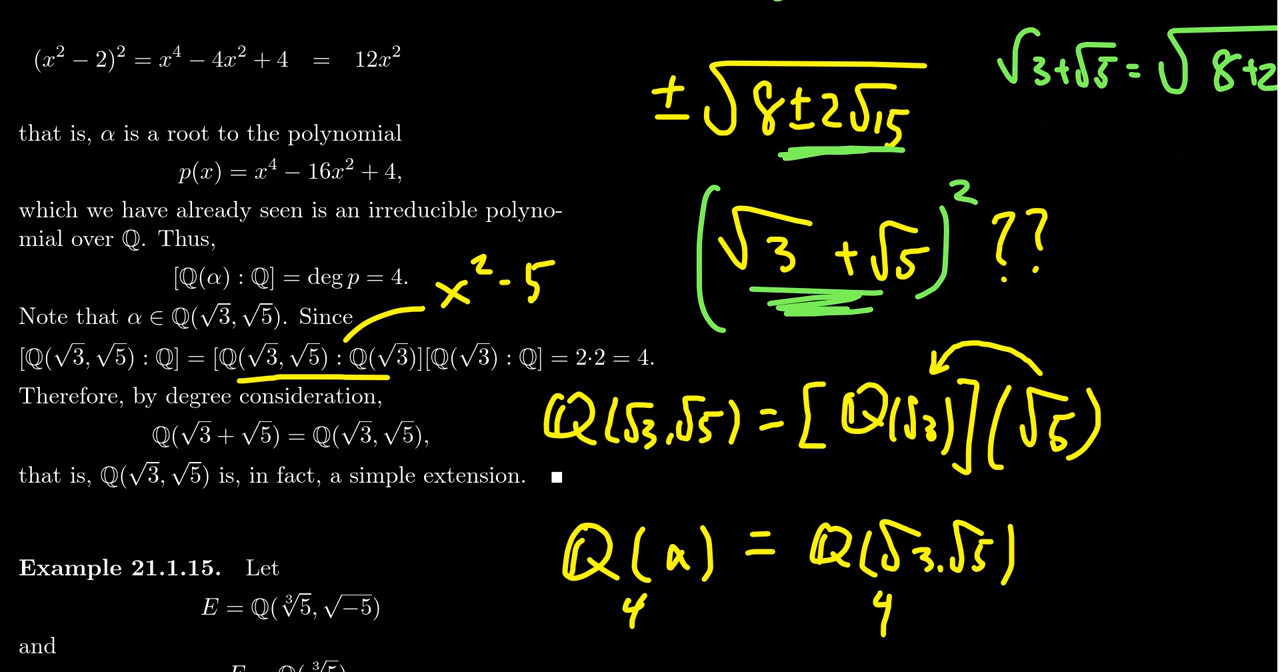 (x² − 2)² = x⁴ − 4x² + 4 = 12x²
that is, α is a root to the polynomial
p(x) = x⁴ − 16x² + 4,
which we have already seen is an irreducible polyno-
mial over ℚ. Thus,
[ℚ(α) : ℚ] = deg p = 4.
Note that α ∈ ℚ(√3, √5). Since
[ℚ(√3, √5) : ℚ] = [ℚ(√3, √5) : ℚ(√3)][ℚ(√3) : ℚ] = 2·2 = 4.
Therefore, by degree consideration,
ℚ(√3 + √5) = ℚ(√3, √5),
that is, ℚ(√3, √5) is, in fact, a simple extension. ■
Example 21.1.15. Let
E = ℚ(∛5, √−5)
and
x² - 5
± √(8 ± 2√15)
√3 + √5 = √(8+2
(√3 + √5)² ??
ℚ(√3, √5) = [ℚ(√3)](√5)
ℚ(α) = ℚ(√3, √5)
4 4